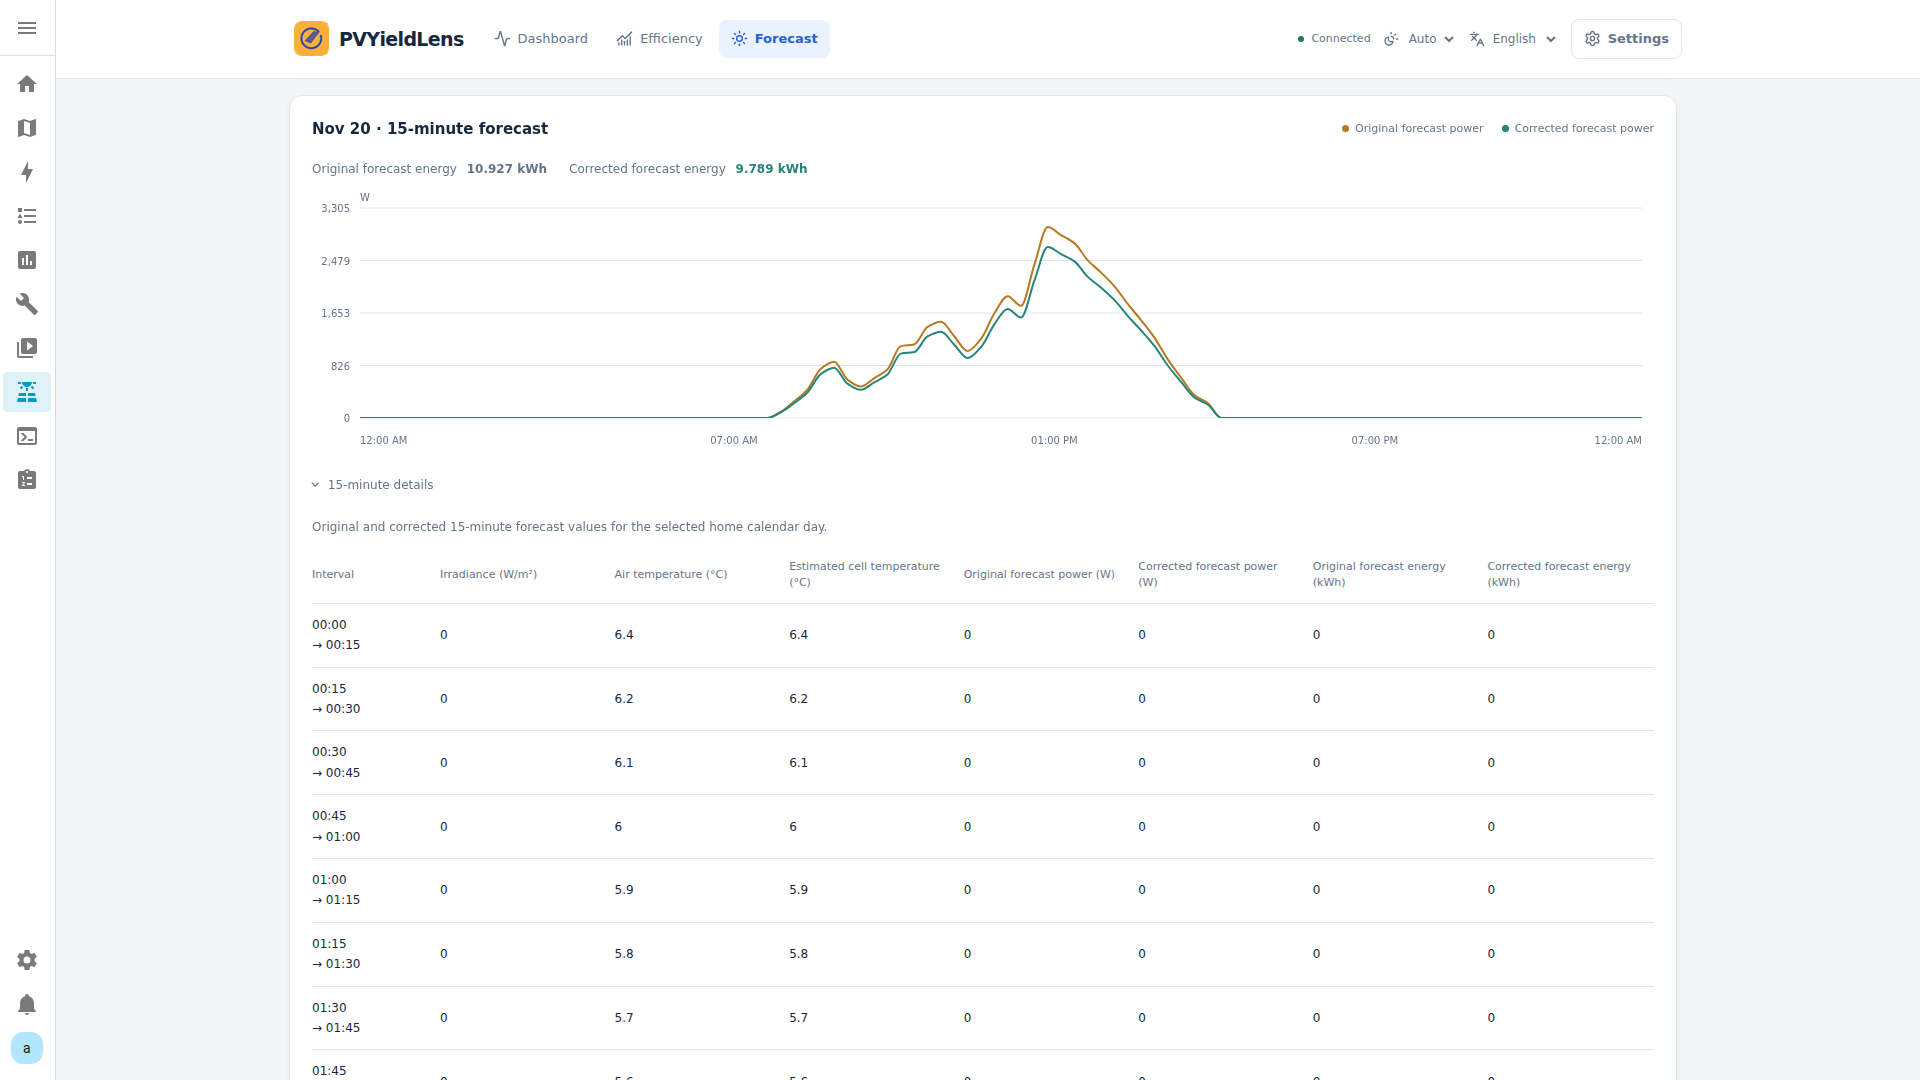 PVYieldLens
Dashboard
Efficiency
Forecast
Connected
Auto
English
Settings
Nov 20 · 15-minute forecast
Original forecast power
Corrected forecast power
Original forecast energy 10.927 kWh Corrected forecast energy 9.789 kWh
W
3,305
2,479
1,653
826
0
12:00 AM 07:00 AM 01:00 PM 07:00 PM 12:00 AM
15-minute details
Original and corrected 15-minute forecast values for the selected home calendar day.
Interval
Irradiance (W/m²)
Air temperature (°C)
Estimated cell temperature
(°C)
Original forecast power (W)
Corrected forecast power
(W)
Original forecast energy
(kWh)
Corrected forecast energy
(kWh)
00:00
→ 00:15
0 6.4 6.4 0 0 0 0
00:15
→ 00:30
0 6.2 6.2 0 0 0 0
00:30
→ 00:45
0 6.1 6.1 0 0 0 0
00:45
→ 01:00
0 6 6 0 0 0 0
01:00
→ 01:15
0 5.9 5.9 0 0 0 0
01:15
→ 01:30
0 5.8 5.8 0 0 0 0
01:30
→ 01:45
0 5.7 5.7 0 0 0 0
01:45
a